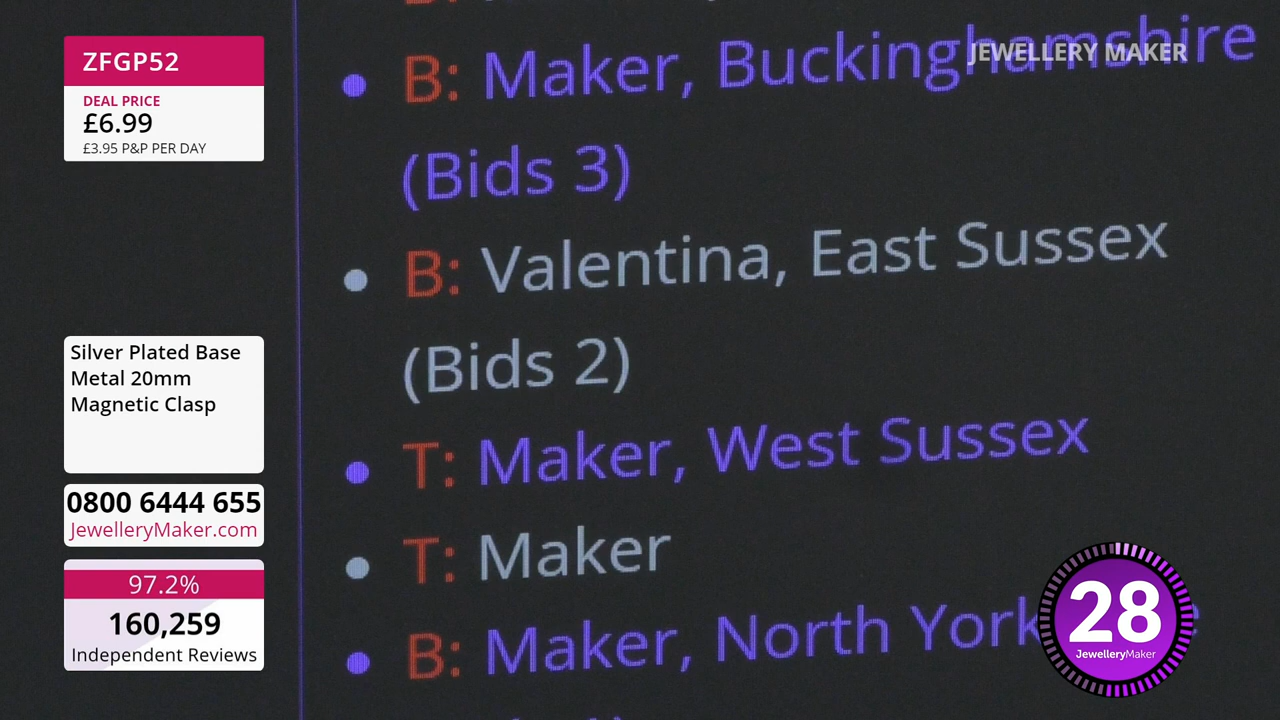 ZFGP52
DEAL PRICE
£6.99
£3.95 P&P PER DAY
Silver Plated Base
Metal 20mm
Magnetic Clasp
0800 6444 655
JewelleryMaker.com
97.2%
160,259
Independent Reviews
JEWELLERY MAKER
B: Maker, Buckinghamshire
(Bids 3)
B: Valentina, East Sussex
(Bids 2)
T: Maker, West Sussex
T: Maker
B: Maker, North
28
JewelleryMaker